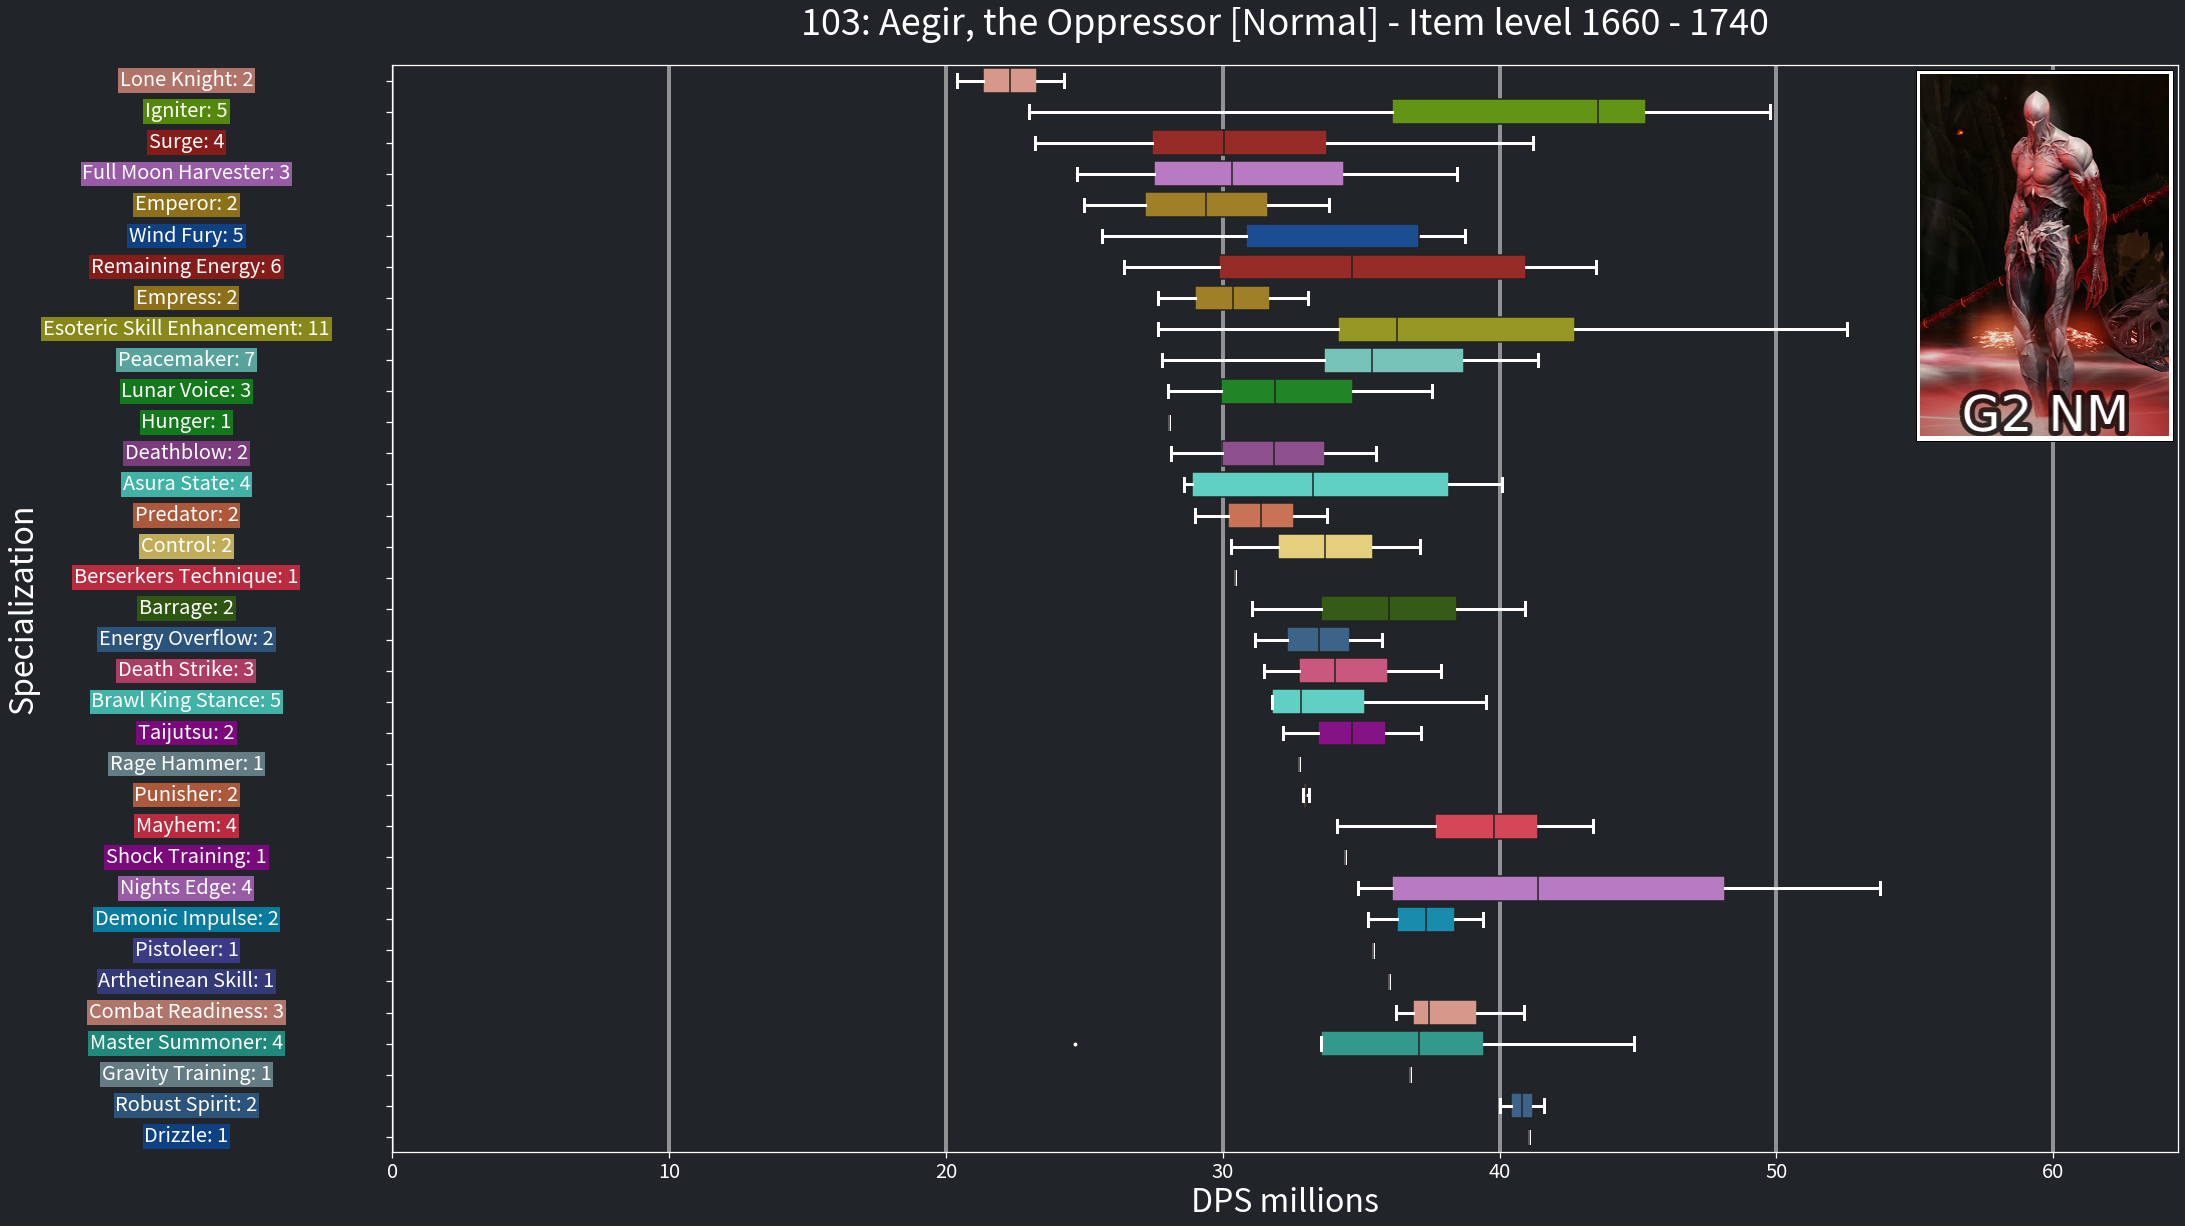 103: Aegir, the Oppressor [Normal] - Item level 1660 - 1740
Lone Knight: 2
Igniter: 5
Surge: 4
Full Moon Harvester: 3
Emperor: 2
Wind Fury: 5
Remaining Energy: 6
Empress: 2
Esoteric Skill Enhancement: 11
Peacemaker: 7
Lunar Voice: 3
Hunger: 1
Deathblow: 2
Asura State: 4
Predator: 2
Control: 2
Berserkers Technique: 1
Barrage: 2
Energy Overflow: 2
Death Strike: 3
Brawl King Stance: 5
Taijutsu: 2
Rage Hammer: 1
Punisher: 2
Mayhem: 4
Shock Training: 1
Nights Edge: 4
Demonic Impulse: 2
Pistoleer: 1
Arthetinean Skill: 1
Combat Readiness: 3
Master Summoner: 4
Gravity Training: 1
Robust Spirit: 2
Drizzle: 1
Specialization
G2 NM
0 10 20 30 40 50 60
DPS millions